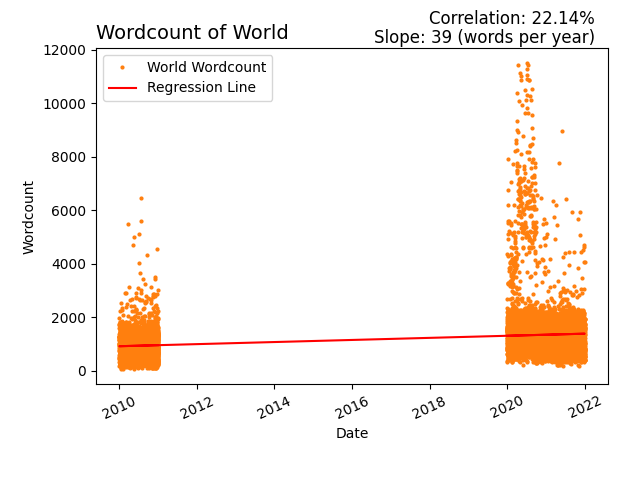 Wordcount of World
Correlation: 22.14%
Slope: 39 (words per year)
World Wordcount
Regression Line
12000
10000
8000
6000
4000
2000
0
Wordcount
2010
2012
2014
2016
2018
2020
2022
Date